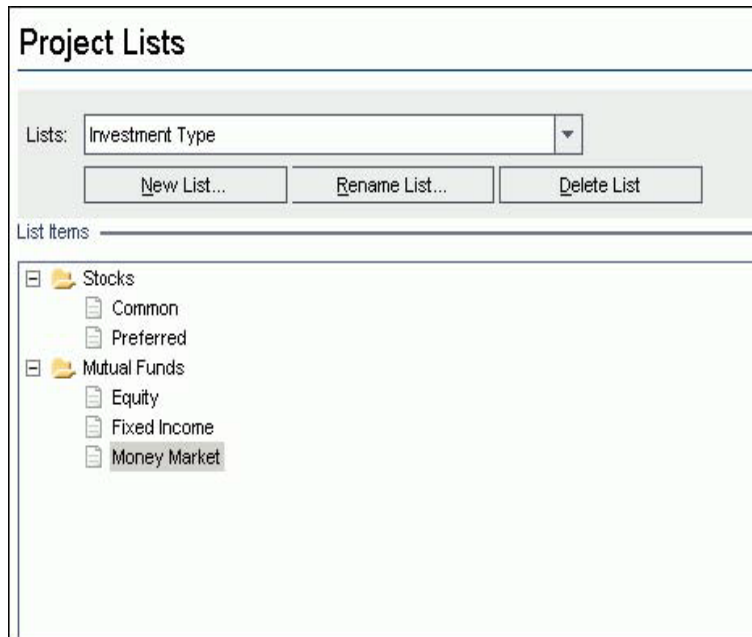 Project Lists
Lists: Investment Type
New List... Rename List... Delete List
List Items
Stocks
Common
Preferred
Mutual Funds
Equity
Fixed Income
Money Market